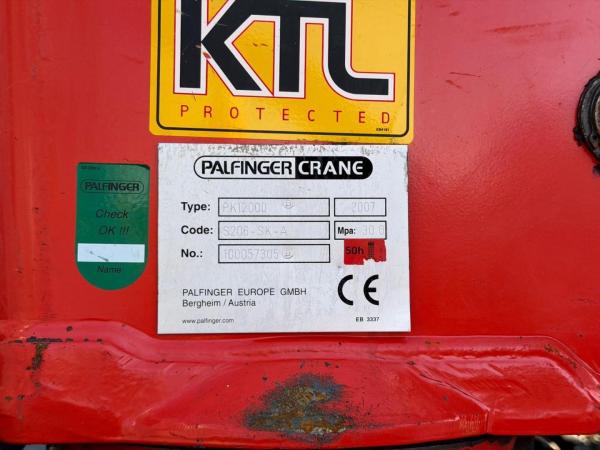 KTL
PROTECTED
PALFINGER
Check
OK !!!
Name
PALFINGER CRANE
Type: PK12000 2007
Code: S206-SK-A Mpa: 30.0
No.: 100057305 50h
PALFINGER EUROPE GMBH
Bergheim / Austria
CE
www.palfinger.com EB 3337